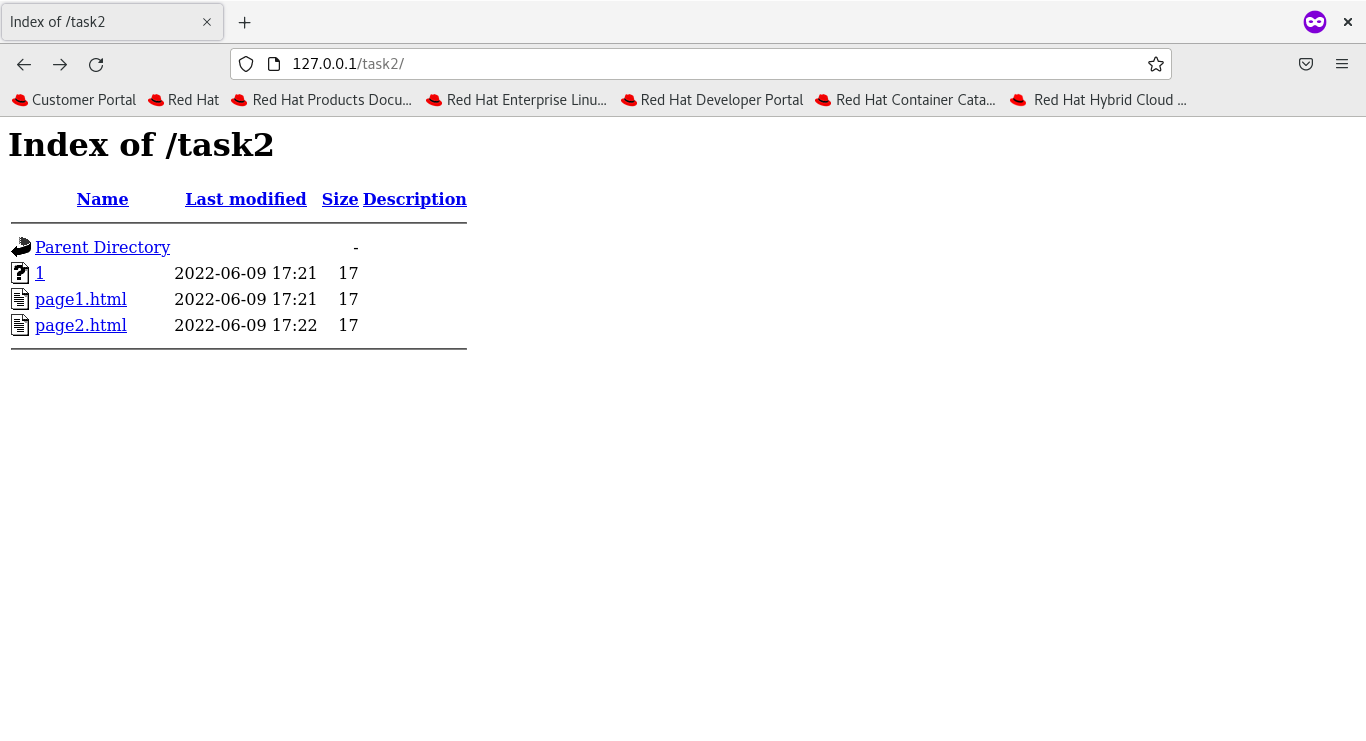 Index of /task2
127.0.0.1/task2/
Customer Portal Red Hat Red Hat Products Docu... Red Hat Enterprise Linu... Red Hat Developer Portal Red Hat Container Cata... Red Hat Hybrid Cloud ...
Index of /task2
Name Last modified Size Description
Parent Directory -
? 1 2022-06-09 17:21 17
page1.html 2022-06-09 17:21 17
page2.html 2022-06-09 17:22 17